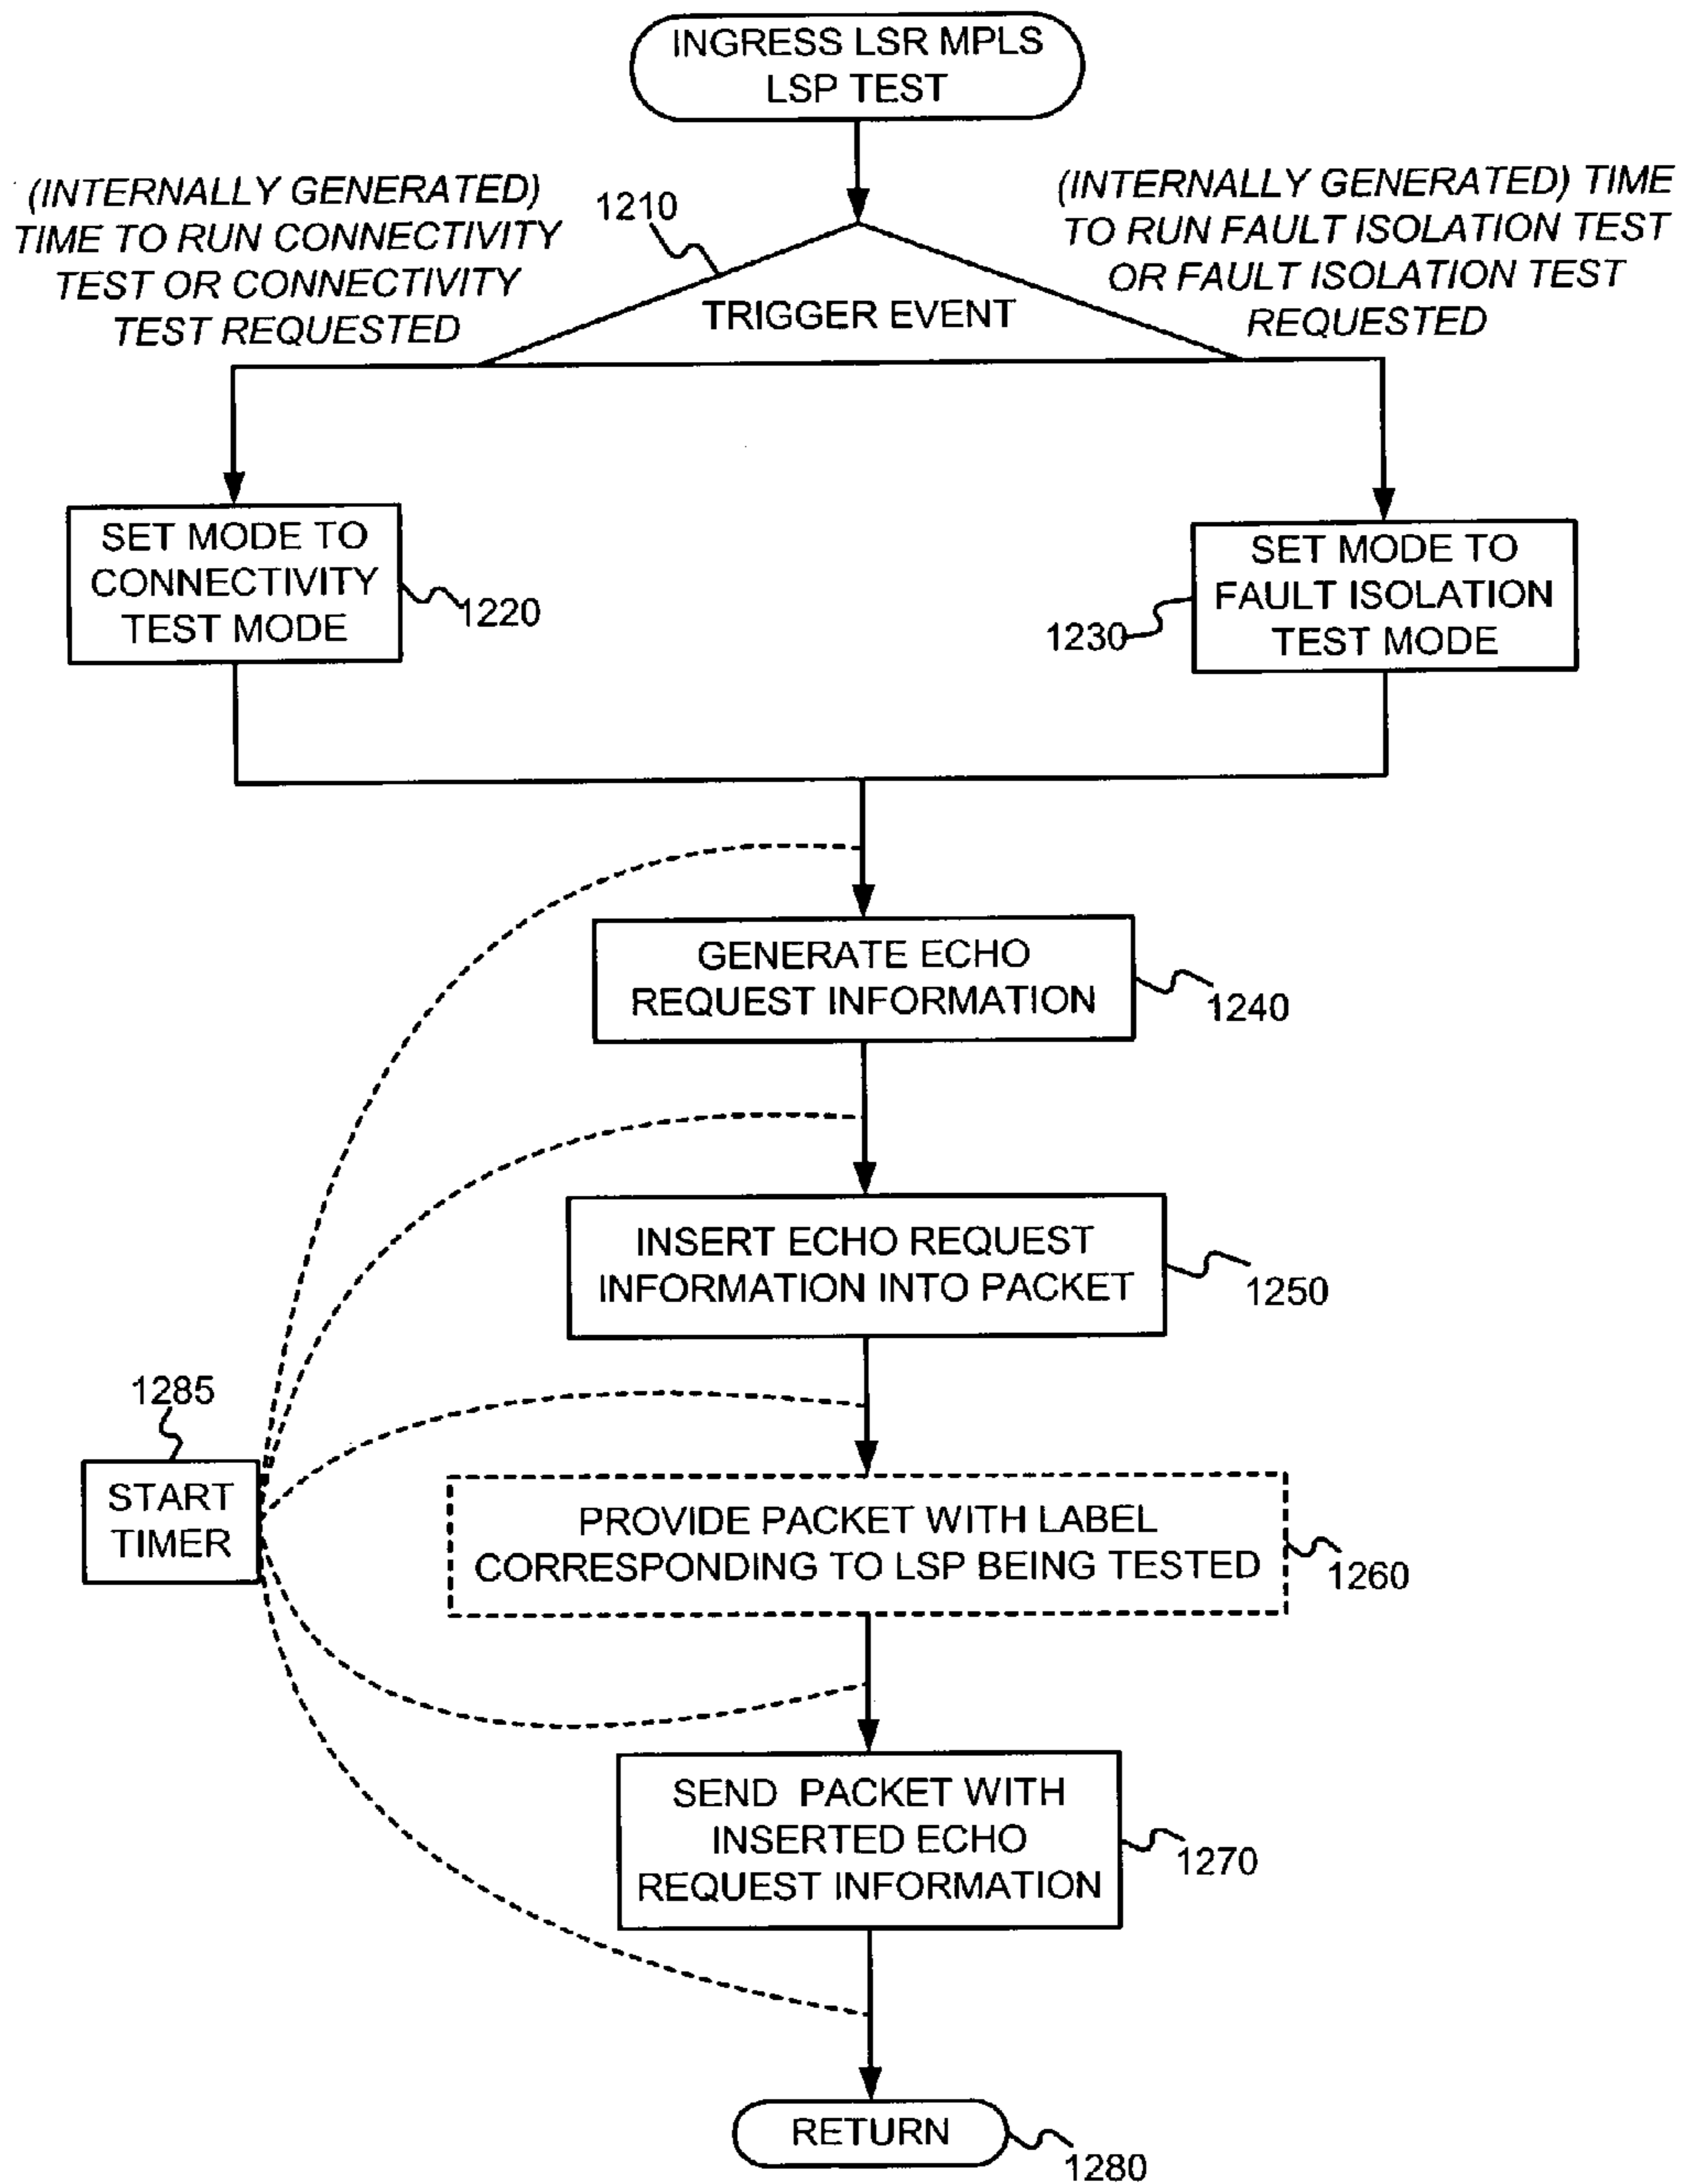 INGRESS LSR MPLS
LSP TEST
(INTERNALLY GENERATED)
TIME TO RUN CONNECTIVITY
TEST OR CONNECTIVITY
TEST REQUESTED
1210
TRIGGER EVENT
(INTERNALLY GENERATED) TIME
TO RUN FAULT ISOLATION TEST
OR FAULT ISOLATION TEST
REQUESTED
SET MODE TO
CONNECTIVITY
TEST MODE
1220
1230
SET MODE TO
FAULT ISOLATION
TEST MODE
GENERATE ECHO
REQUEST INFORMATION
1240
INSERT ECHO REQUEST
INFORMATION INTO PACKET
1250
1285
START
TIMER
PROVIDE PACKET WITH LABEL
CORRESPONDING TO LSP BEING TESTED
1260
SEND PACKET WITH
INSERTED ECHO
REQUEST INFORMATION
1270
RETURN
1280